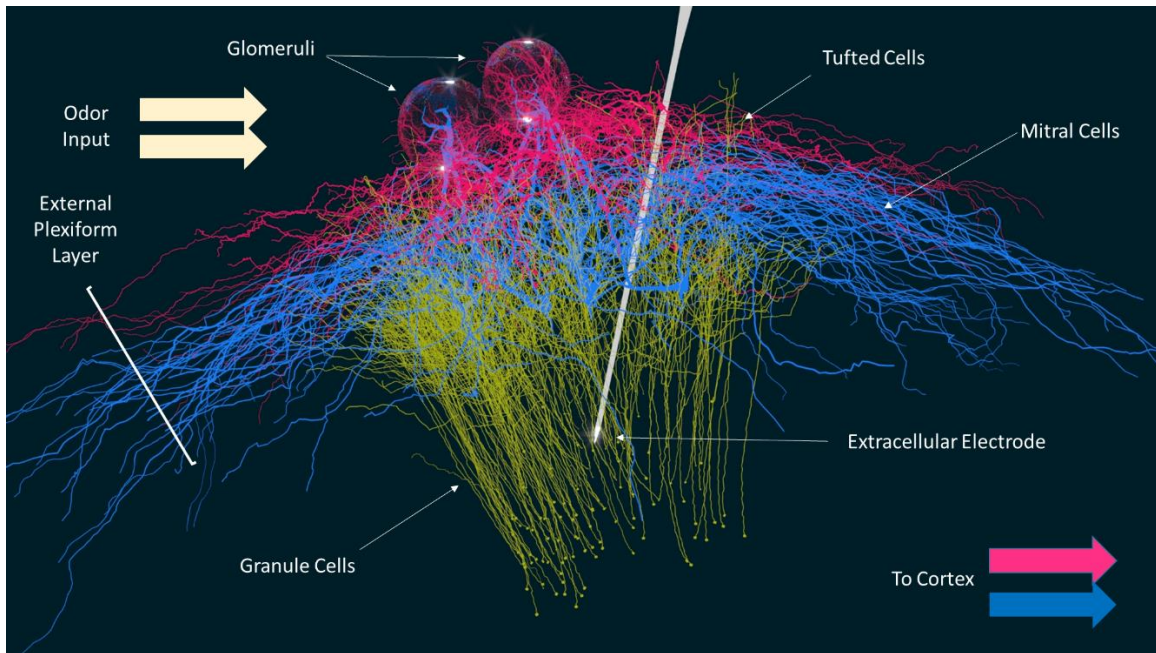 Glomeruli
Tufted Cells
Odor
Input
Mitral Cells
External
Plexiform
Layer
Extracellular Electrode
Granule Cells
To Cortex